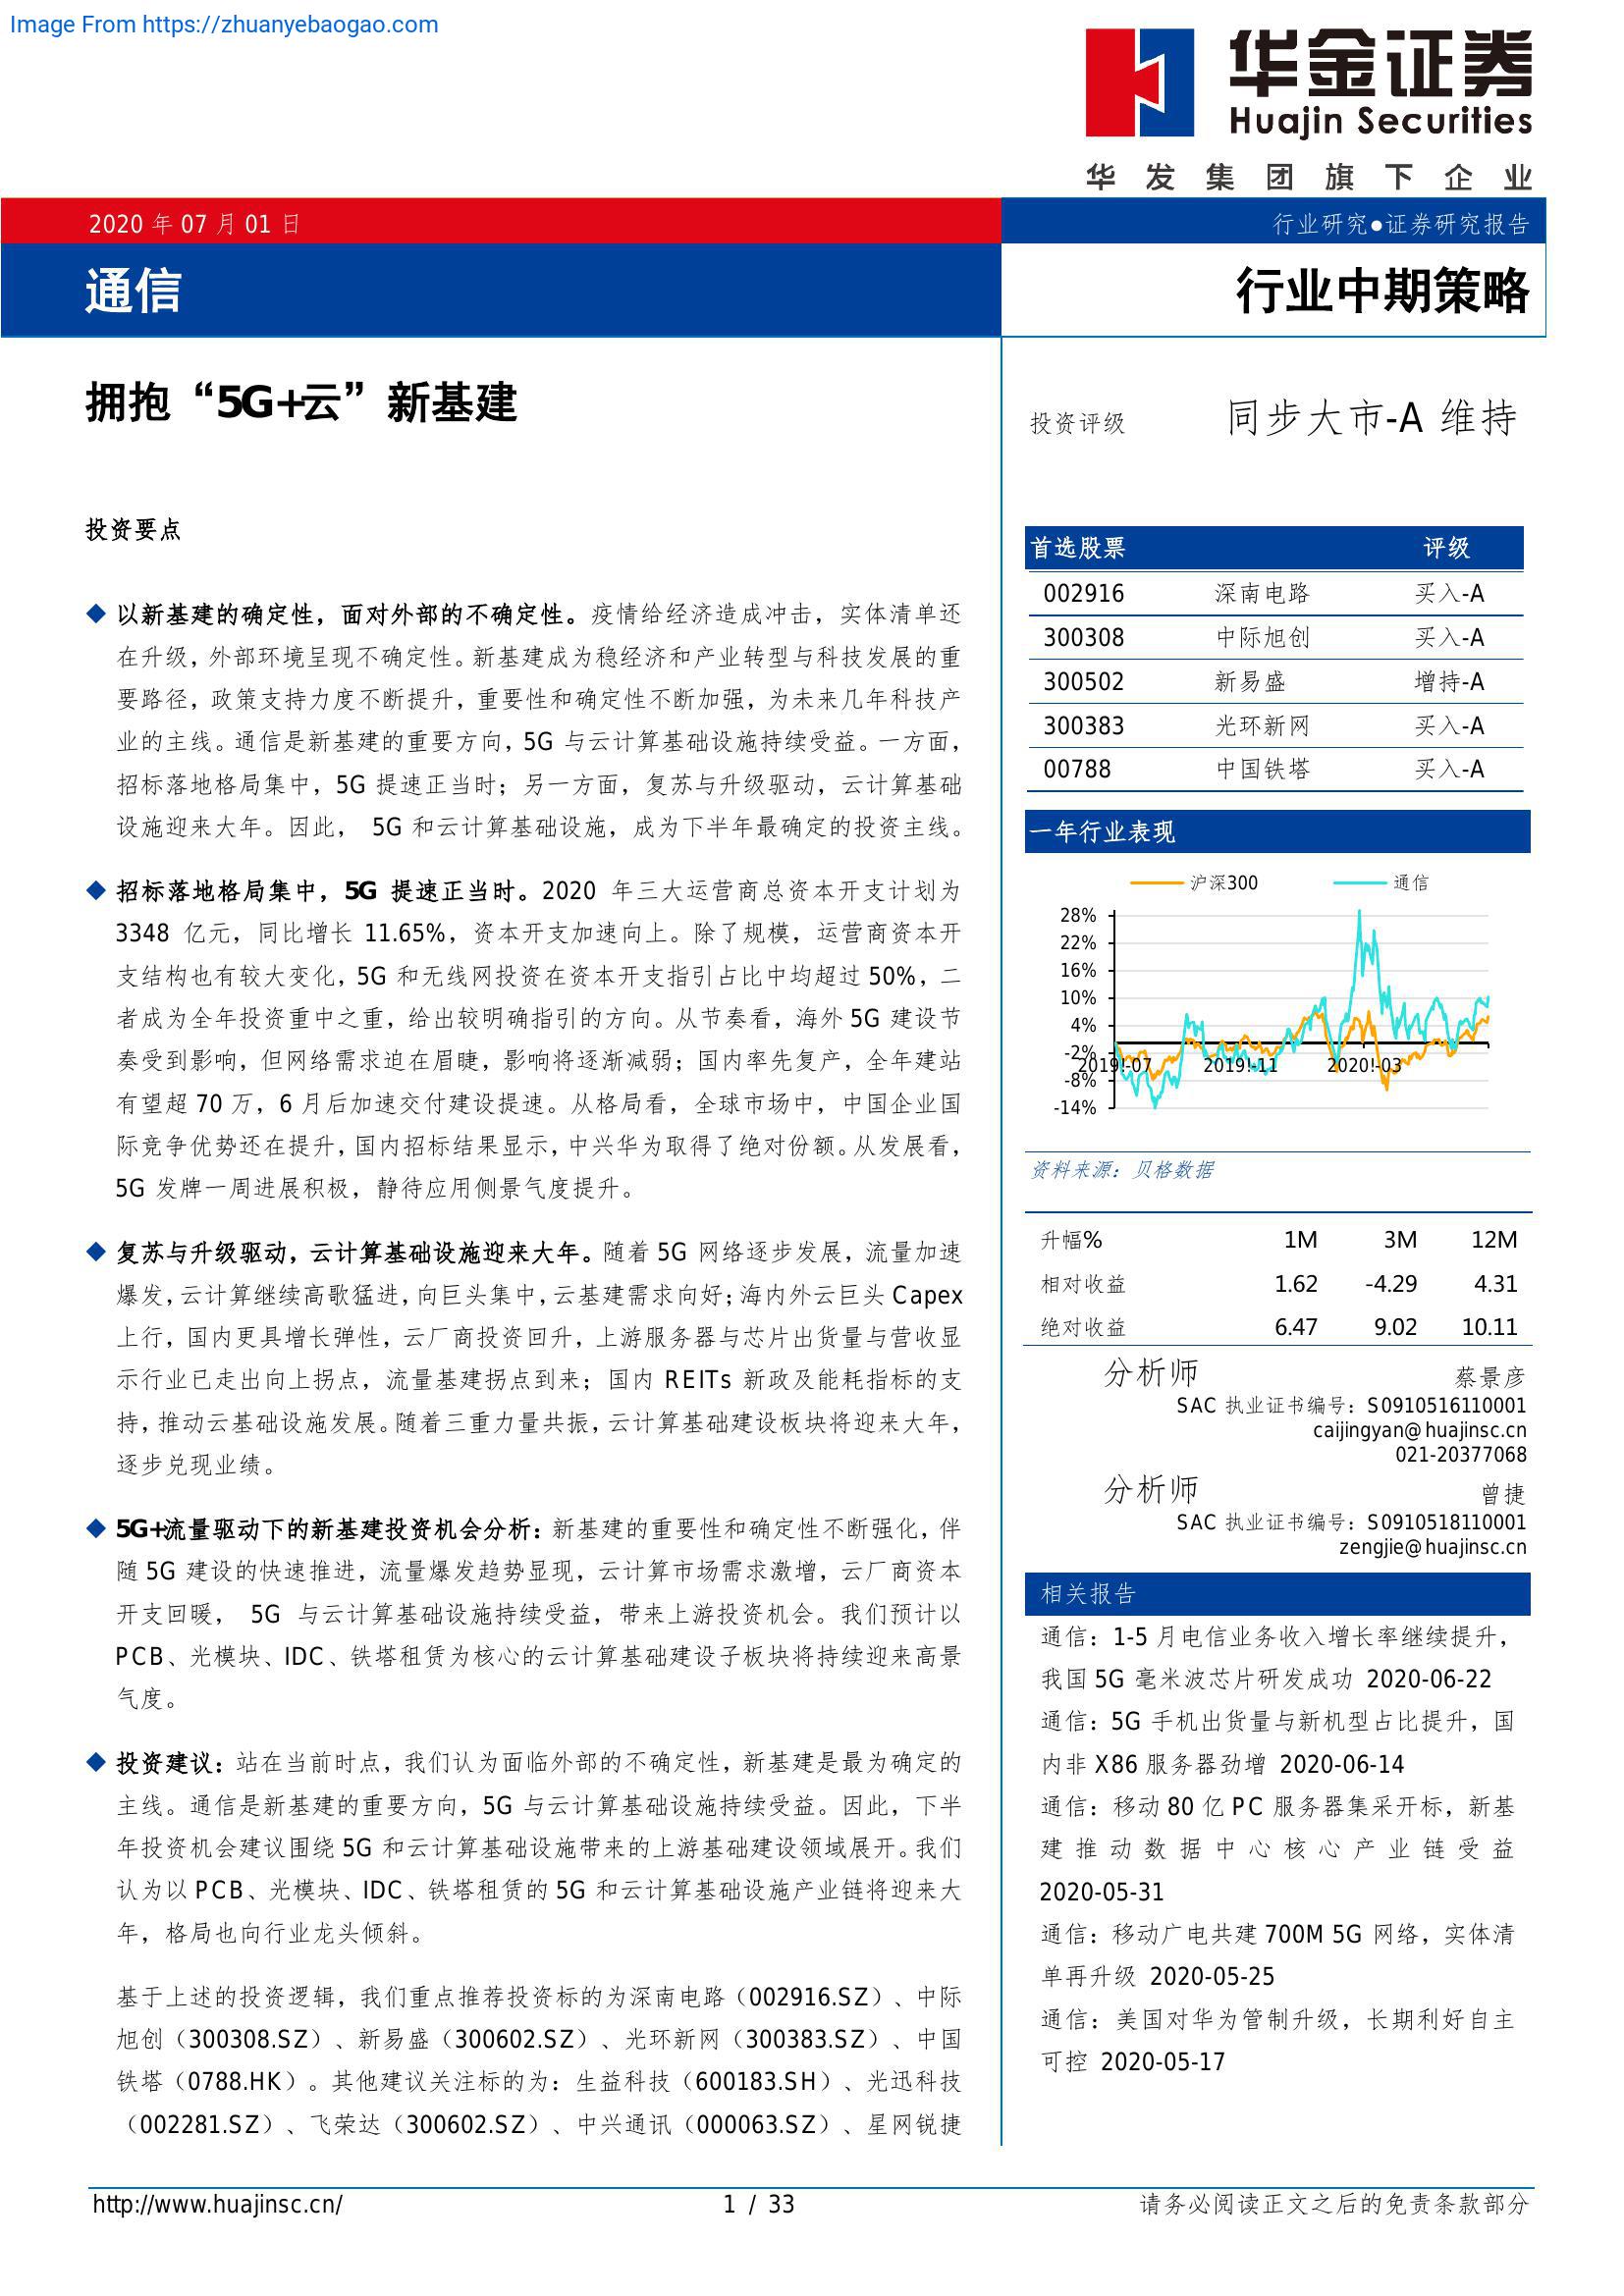 Image From https://zhuanyebaogao.com
华金证券
Huajin Securities
华发集团旗下企业
2020 年 07 月 01 日
行业研究●证券研究报告
通信
行业中期策略
拥抱“5G+云”新基建
投资要点
◆ 以新基建的确定性，面对外部的不确定性。疫情给经济造成冲击，实体清单还
在升级，外部环境呈现不确定性。新基建成为稳经济和产业转型与科技发展的重
要路径，政策支持力度不断提升，重要性和确定性不断加强，为未来几年科技产
业的主线。通信是新基建的重要方向，5G 与云计算基础设施持续受益。一方面，
招标落地格局集中，5G 提速正当时；另一方面，复苏与升级驱动，云计算基础
设施迎来大年。因此， 5G 和云计算基础设施，成为下半年最确定的投资主线。
◆ 招标落地格局集中，5G 提速正当时。2020 年三大运营商总资本开支计划为
3348 亿元，同比增长 11.65%，资本开支加速向上。除了规模，运营商资本开
支结构也有较大变化，5G 和无线网投资在资本开支指引占比中均超过 50%，二
者成为全年投资重中之重，给出较明确指引的方向。从节奏看，海外 5G 建设节
奏受到影响，但网络需求迫在眉睫，影响将逐渐减弱；国内率先复产，全年建站
有望超 70 万，6 月后加速交付建设提速。从格局看，全球市场中，中国企业国
际竞争优势还在提升，国内招标结果显示，中兴华为取得了绝对份额。从发展看，
5G 发牌一周进展积极，静待应用侧景气度提升。
◆ 复苏与升级驱动，云计算基础设施迎来大年。随着 5G 网络逐步发展，流量加速
爆发，云计算继续高歌猛进，向巨头集中，云基建需求向好；海内外云巨头 Capex
上行，国内更具增长弹性，云厂商投资回升，上游服务器与芯片出货量与营收显
示行业已走出向上拐点，流量基建拐点到来；国内 REITs 新政及能耗指标的支
持，推动云基础设施发展。随着三重力量共振，云计算基础建设板块将迎来大年，
逐步兑现业绩。
◆ 5G+流量驱动下的新基建投资机会分析：新基建的重要性和确定性不断强化，伴
随 5G 建设的快速推进，流量爆发趋势显现，云计算市场需求激增，云厂商资本
开支回暖， 5G 与云计算基础设施持续受益，带来上游投资机会。我们预计以
PCB、光模块、IDC、铁塔租赁为核心的云计算基础建设子板块将持续迎来高景
气度。
◆ 投资建议：站在当前时点，我们认为面临外部的不确定性，新基建是最为确定的
主线。通信是新基建的重要方向，5G 与云计算基础设施持续受益。因此，下半
年投资机会建议围绕 5G 和云计算基础设施带来的上游基础建设领域展开。我们
认为以 PCB、光模块、IDC、铁塔租赁的 5G 和云计算基础设施产业链将迎来大
年，格局也向行业龙头倾斜。
基于上述的投资逻辑，我们重点推荐投资标的为深南电路（002916.SZ）、中际
旭创（300308.SZ）、新易盛（300602.SZ）、光环新网（300383.SZ）、中国
铁塔（0788.HK）。其他建议关注标的为：生益科技（600183.SH）、光迅科技
（002281.SZ）、飞荣达（300602.SZ）、中兴通讯（000063.SZ）、星网锐捷
投资评级 同步大市-A 维持
首选股票 评级
002916 深南电路 买入-A
300308 中际旭创 买入-A
300502 新易盛 增持-A
300383 光环新网 买入-A
00788 中国铁塔 买入-A
一年行业表现
沪深300 通信
28%
22%
16%
10%
4%
-2%
-8%
-14%
2019!-07 2019!-11 2020!-03
资料来源：贝格数据
升幅% 1M 3M 12M
相对收益 1.62 -4.29 4.31
绝对收益 6.47 9.02 10.11
分析师 蔡景彦
SAC 执业证书编号：S0910516110001
caijingyan@huajinsc.cn
021-20377068
分析师 曾捷
SAC 执业证书编号：S0910518110001
zengjie@huajinsc.cn
相关报告
通信：1-5 月电信业务收入增长率继续提升，
我国 5G 毫米波芯片研发成功 2020-06-22
通信：5G 手机出货量与新机型占比提升，国
内非 X86 服务器劲增 2020-06-14
通信：移动 80 亿 PC 服务器集采开标，新基
建推动数据中心核心产业链受益
2020-05-31
通信：移动广电共建 700M 5G 网络，实体清
单再升级 2020-05-25
通信：美国对华为管制升级，长期利好自主
可控 2020-05-17
http://www.huajinsc.cn/ 1 / 33 请务必阅读正文之后的免责条款部分